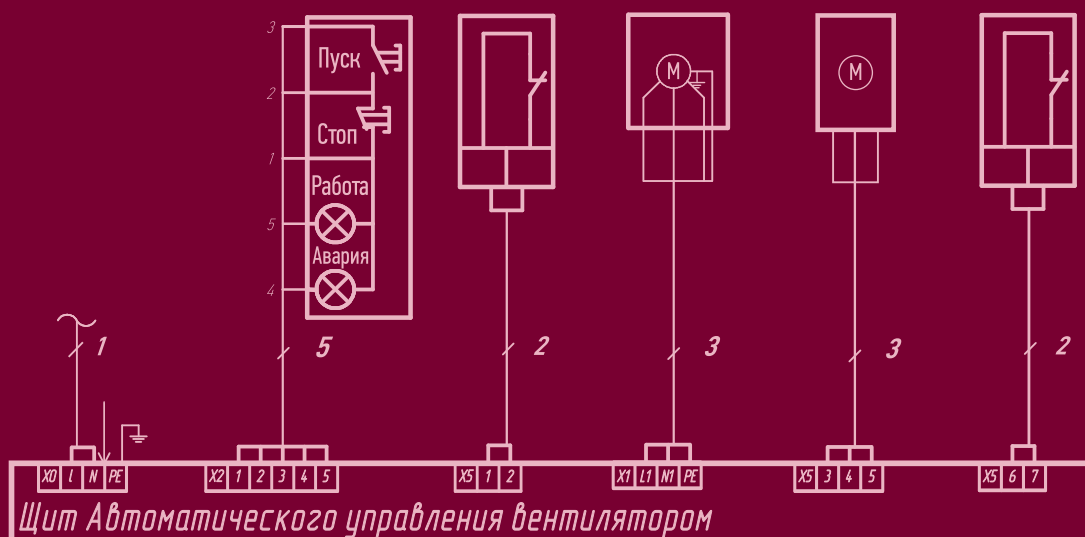 3
Пуск
2
Стоп
1
Работа
5
Авария
4
M
M
1
5
2
3
3
2
X0 L N PE
X2 1 2 3 4 5
X5 1 2
X1 L1 N1 PE
X5 3 4 5
X5 6 7
Щит Автоматического управления вентилятором